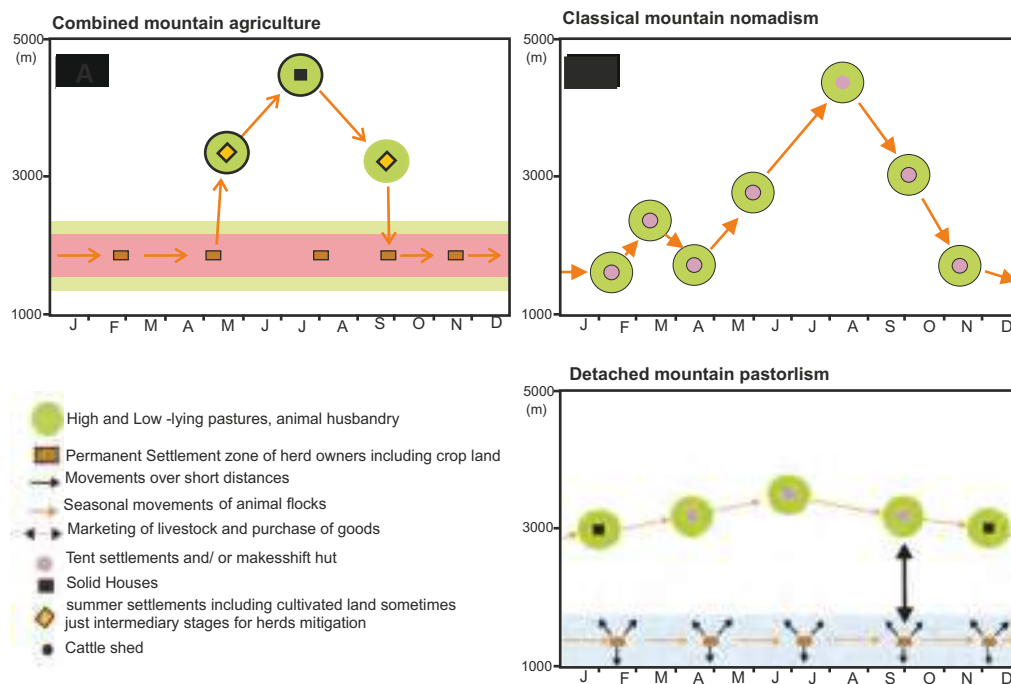 Combined mountain agriculture
5000
(m)
A
3000
1000
J F M A M J J A S O N D
Classical mountain nomadism
5000
(m)
3000
1000
J F M A M J J A S O N D
Detached mountain pastorlism
5000
(m)
3000
1000
J F M A M J J A S O N D
High and Low -lying pastures, animal husbandry
Permanent Settlement zone of herd owners including crop land
Movements over short distances
Seasonal movements of animal flocks
Marketing of livestock and purchase of goods
Tent settlements and/ or makesshift hut
Solid Houses
summer settlements including cultivated land sometimes
just intermediary stages for herds mitigation
Cattle shed